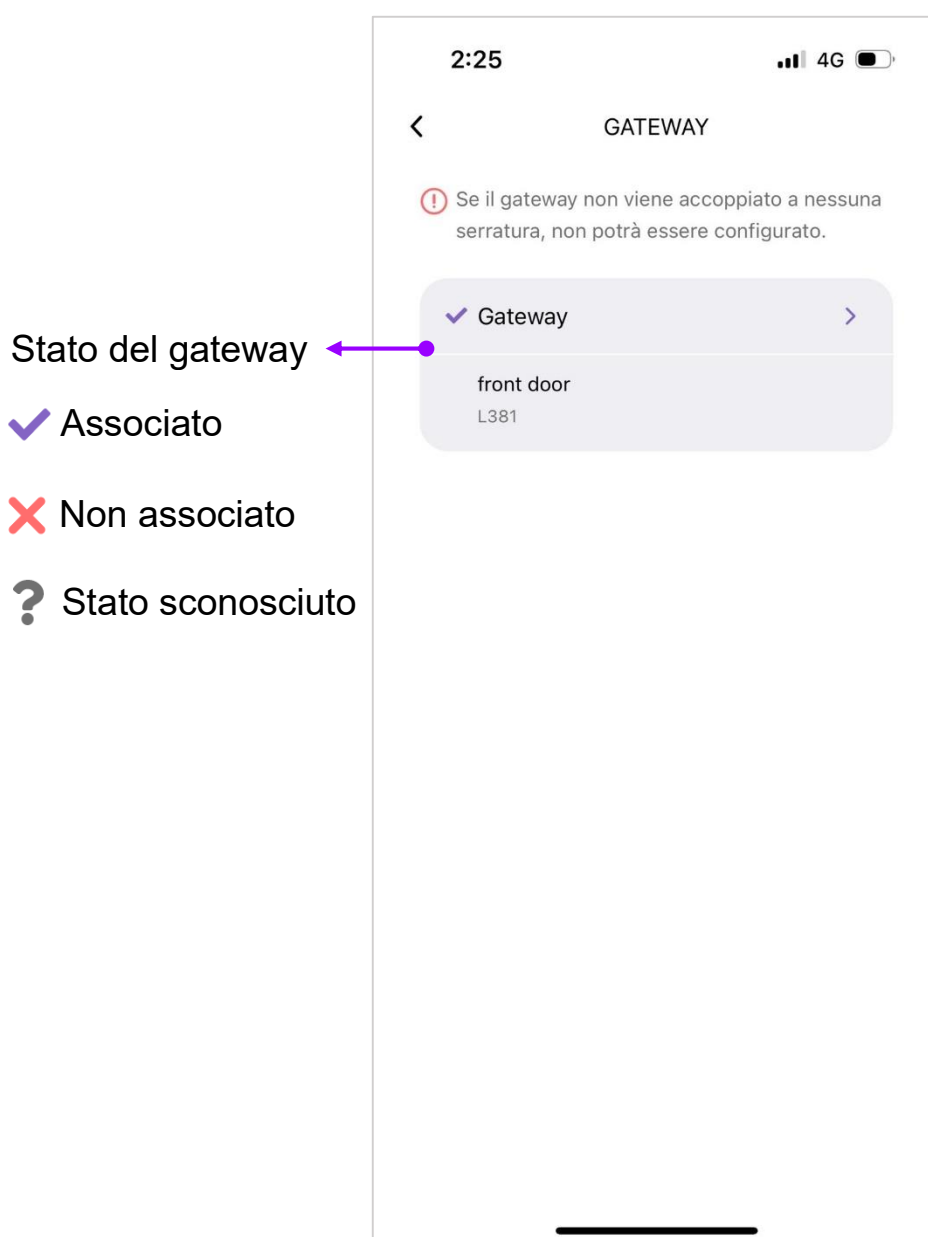 2:25
4G
GATEWAY
Se il gateway non viene accoppiato a nessuna
serratura, non potrà essere configurato.
Gateway
front door
L381
Stato del gateway
Associato
Non associato
Stato sconosciuto